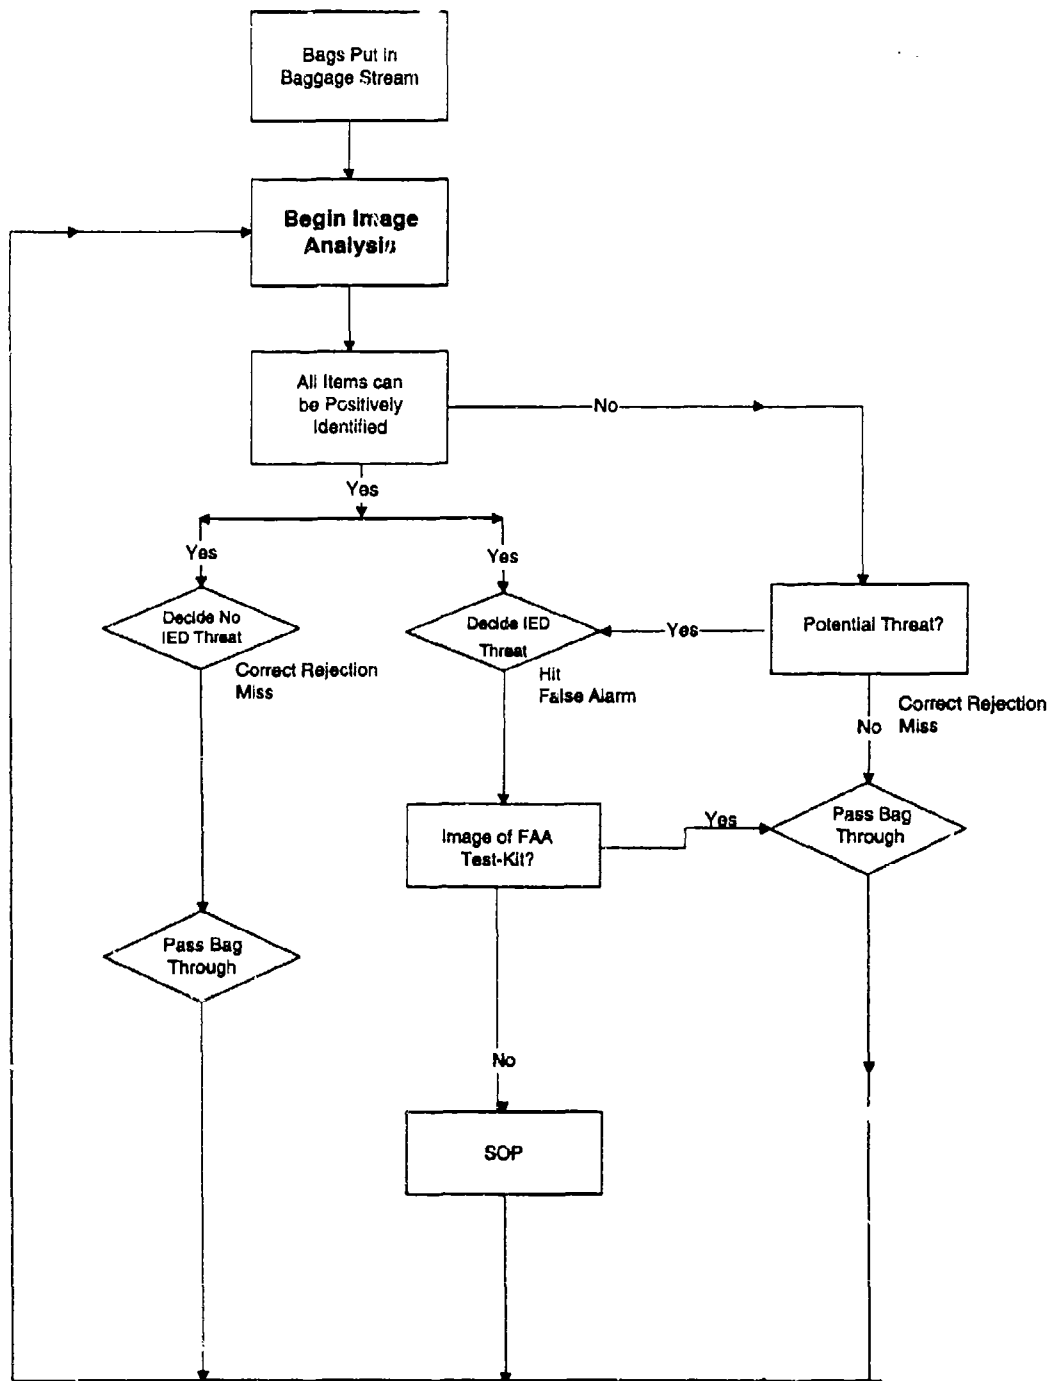 Bags Put in
Baggage Stream
Begin Image
Analysis
All Items can
be Positively
Identified
No
Yes
Yes
Yes
Decide No
IED Threat
Correct Rejection
Miss
Decide IED
Threat
Hit
False Alarm
Yes
Potential Threat?
Correct Rejection
Miss
No
Image of FAA
Test-Kit?
Yes
Pass Bag
Through
Pass Bag
Through
No
SOP